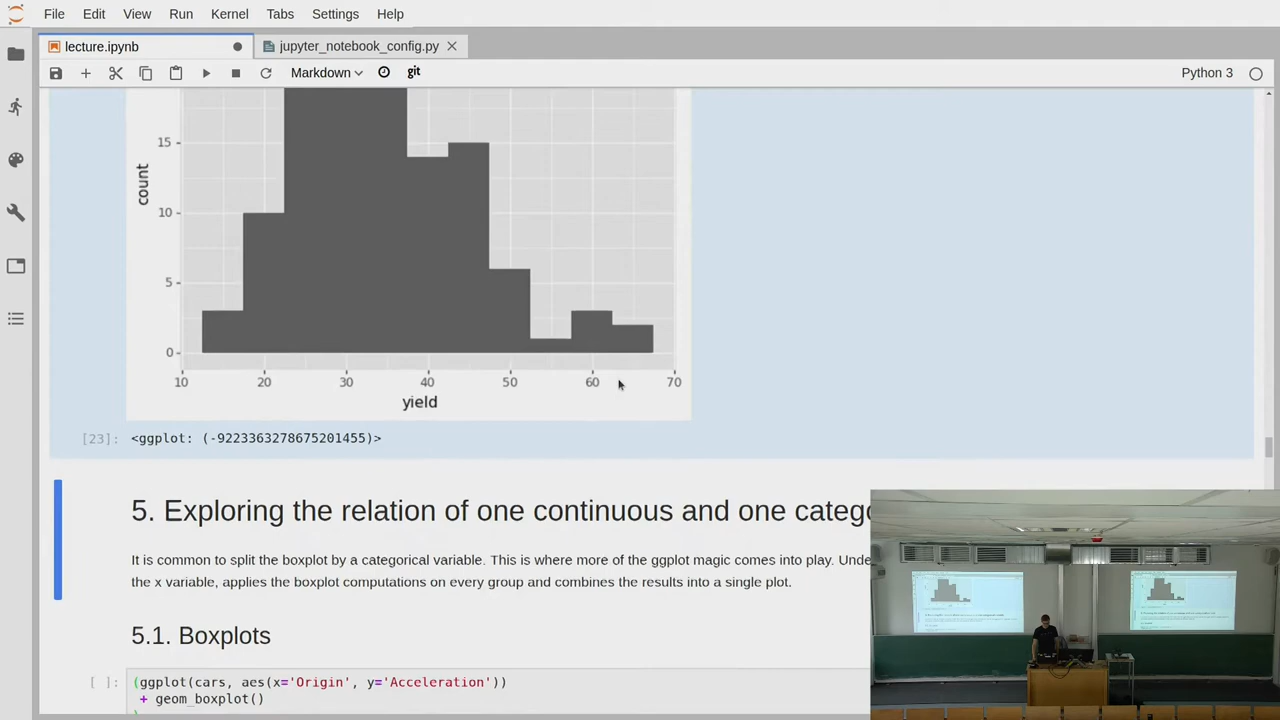 File Edit View Run Kernel Tabs Settings Help
lecture.ipynb jupyter_notebook_config.py
Markdown git Python 3
15
10
5
0
count
10 20 30 40 50 60 70
yield
[23]: <ggplot: (-9223363278675201455)>
5. Exploring the relation of one continuous and one catego
It is common to split the boxplot by a categorical variable. This is where more of the ggplot magic comes into play. Unde
the x variable, applies the boxplot computations on every group and combines the results into a single plot.
5.1. Boxplots
[ ]: (ggplot(cars, aes(x='Origin', y='Acceleration'))
+ geom_boxplot()